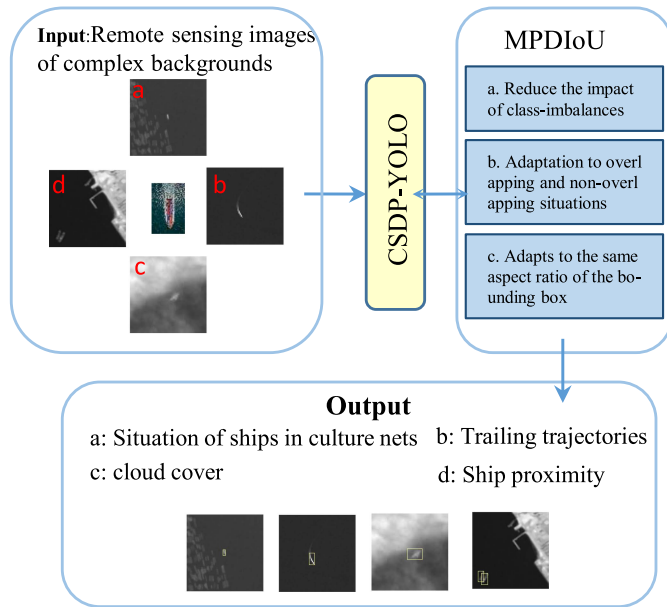 Input:Remote sensing images
of complex backgrounds
a
d
b
c
CSDP-YOLO
MPDIoU
a. Reduce the impact
of class-imbalances
b. Adaptation to overl
apping and non-overl
apping situations
c. Adapts to the same
aspect ratio of the bo-
unding box
Output
a: Situation of ships in culture nets
b: Trailing trajectories
c: cloud cover
d: Ship proximity